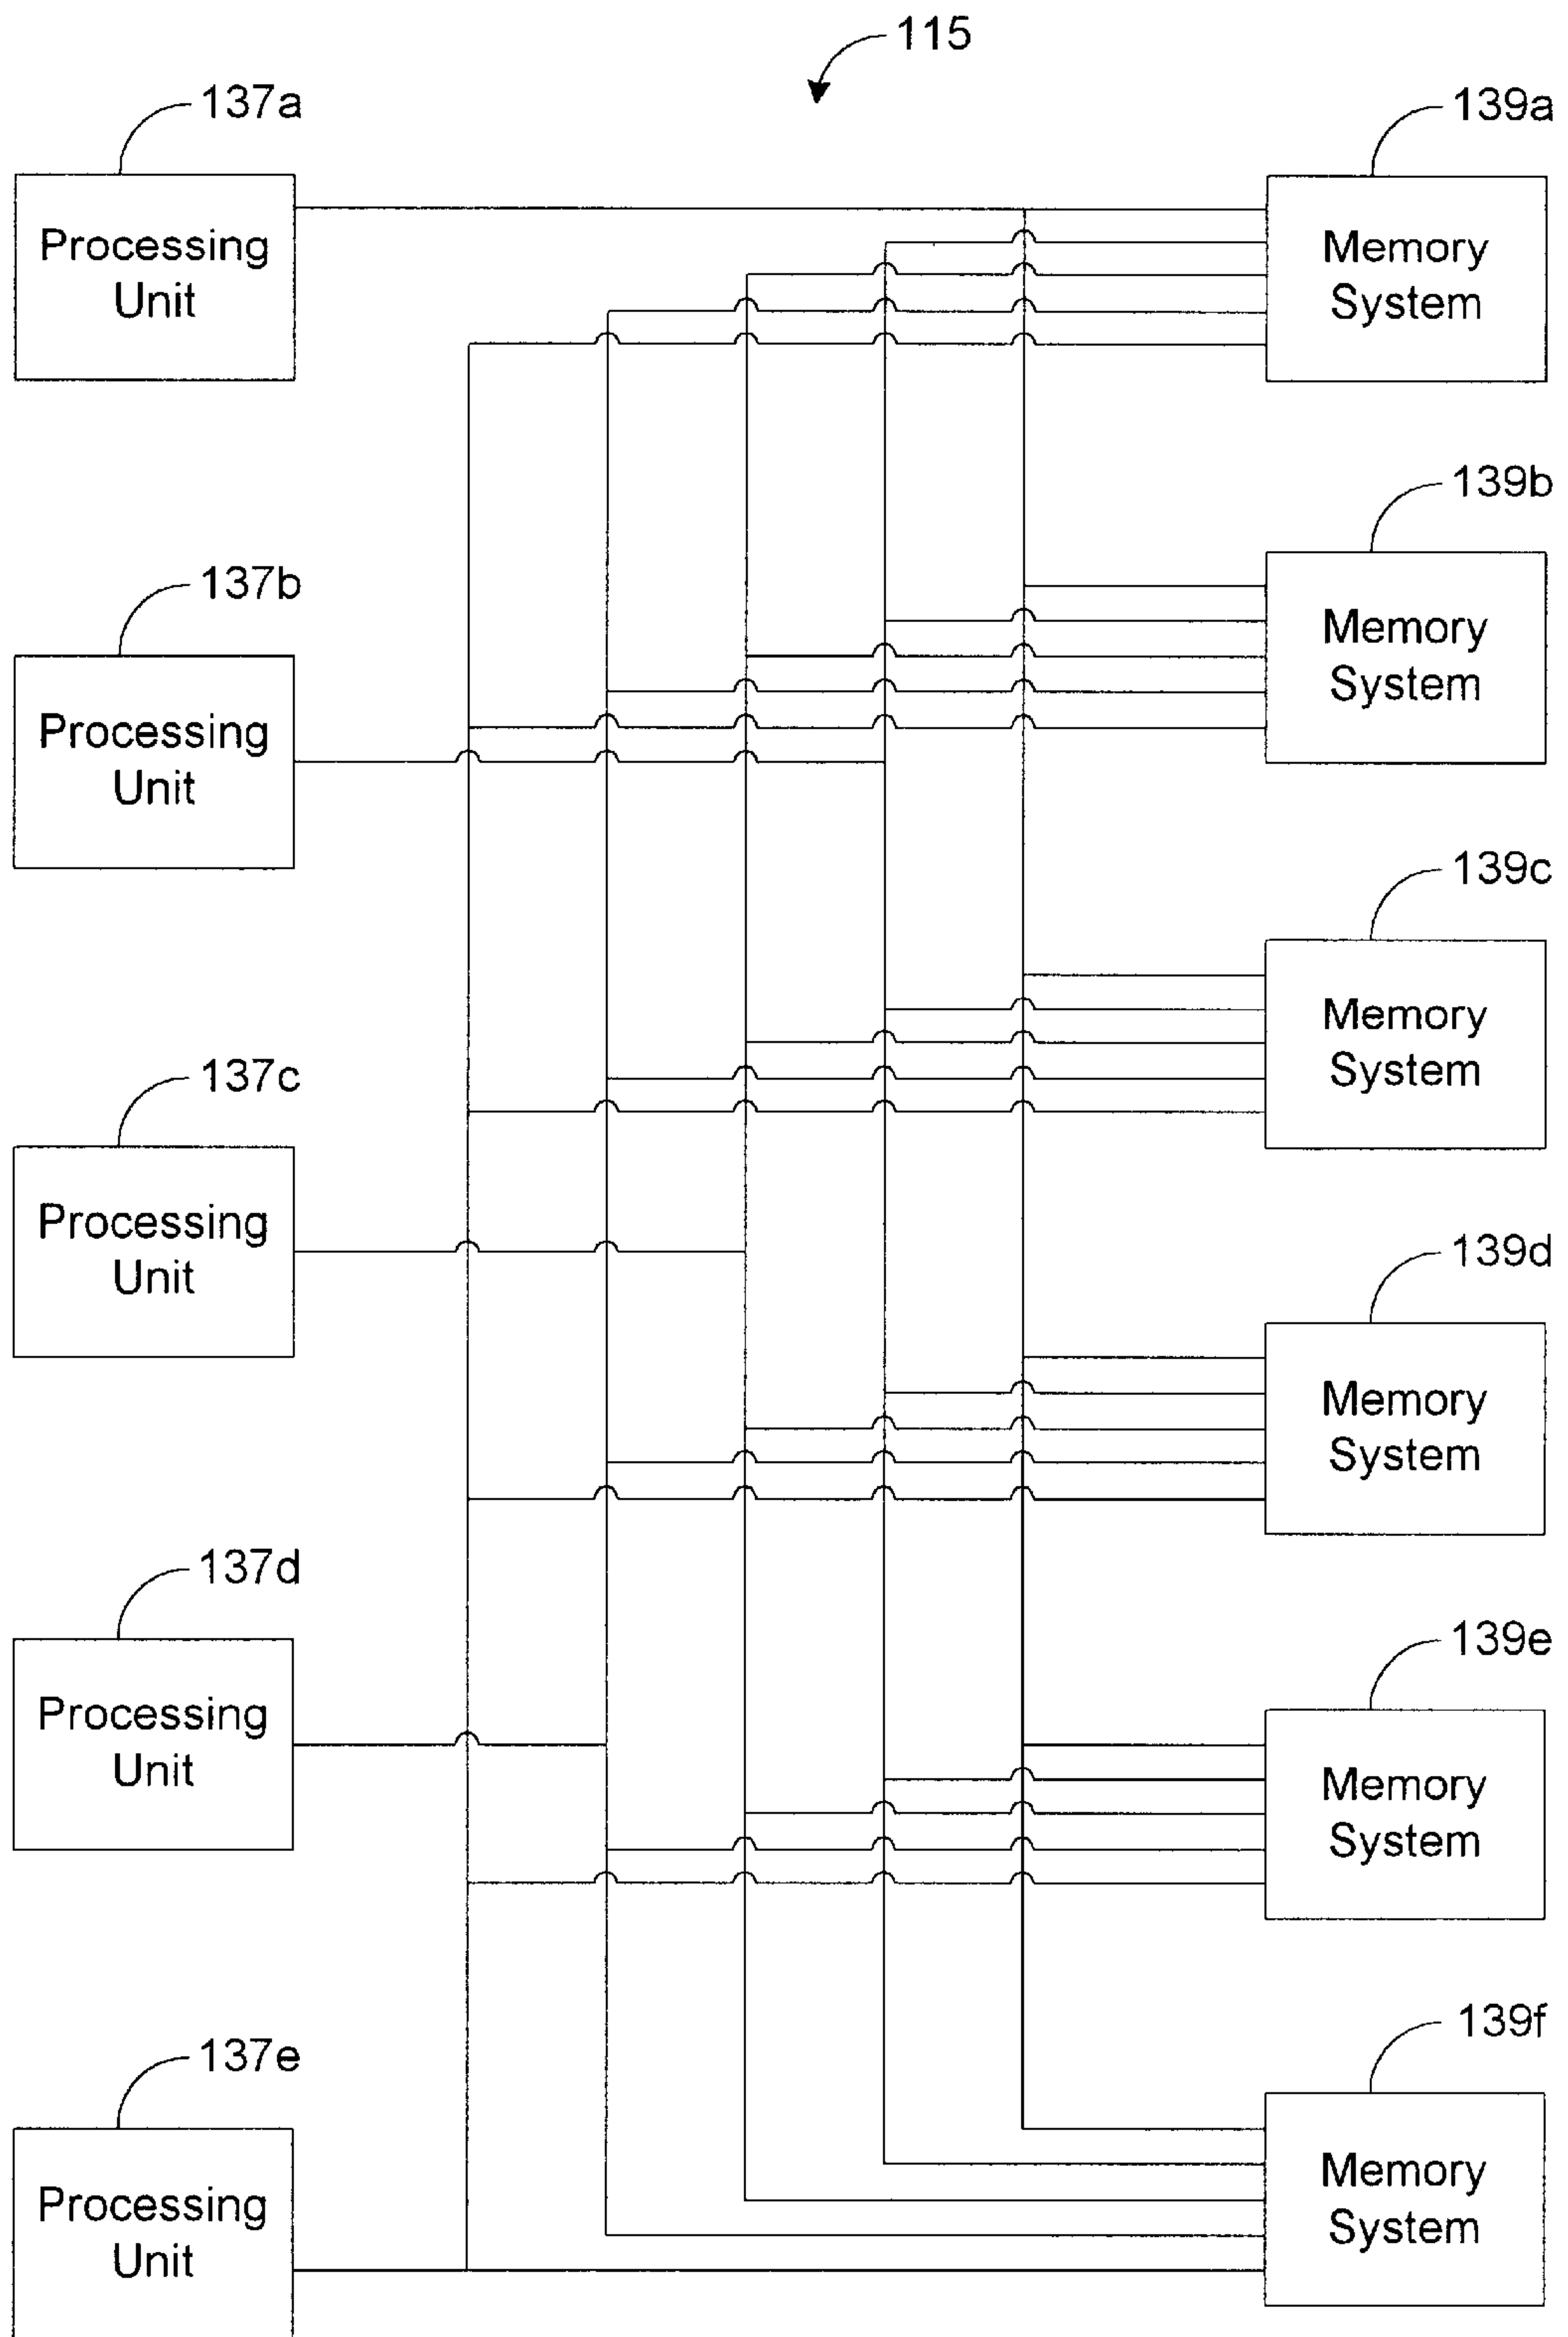 115
137a
139a
Processing
Unit
Memory
System
139b
137b
Memory
System
Processing
Unit
139c
137c
Memory
System
Processing
Unit
139d
Memory
System
137d
139e
Processing
Unit
Memory
System
139f
137e
Memory
System
Processing
Unit